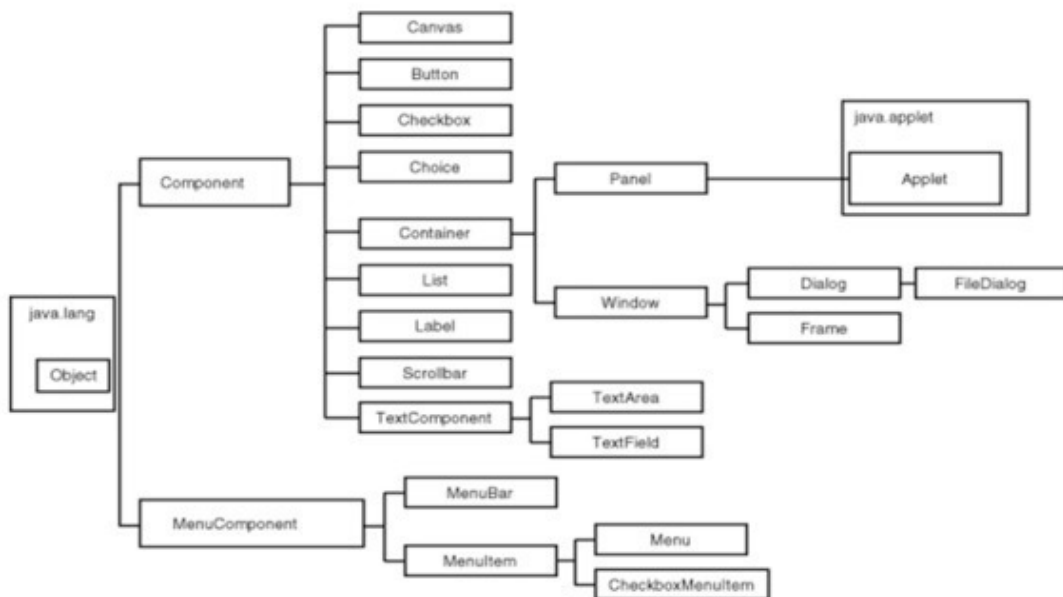 Canvas
Button
Checkbox
Choice
Component
Container
List
Label
Scrollbar
TextComponent
java.lang
Object
Panel
java.applet
Applet
Window
Dialog
FileDialog
Frame
TextArea
TextField
MenuComponent
MenuBar
MenuItem
Menu
CheckboxMenuItem